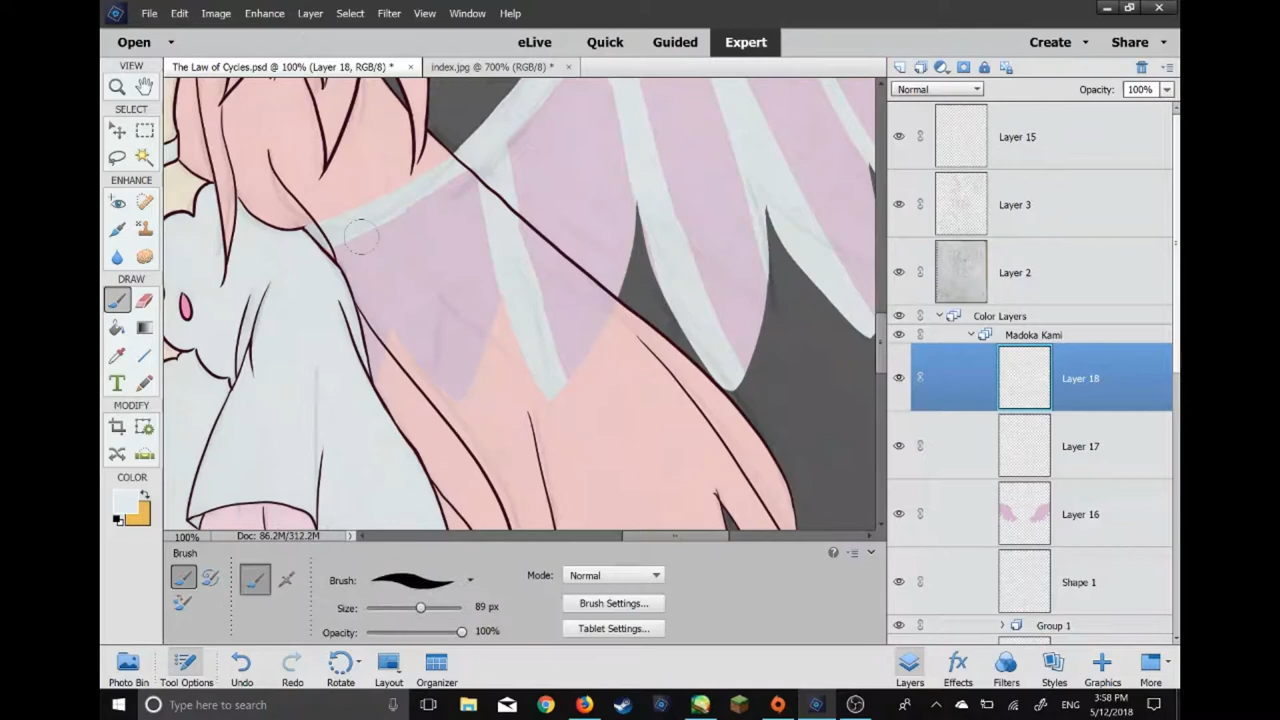 File Edit Image Enhance Layer Select Filter View Window Help
Open eLive Quick Guided Expert Create Share
VIEW
The Law of Cycles.psd @ 100% (Layer 18, RGB/8) * ×
index.jpg @ 700% (RGB/8) * ×
SELECT
ENHANCE
DRAW
T
MODIFY
COLOR
Normal Opacity: 100%
Layer 15
Layer 3
Layer 2
Color Layers
Madoka Kami
Layer 18
Layer 17
Layer 16
Shape 1
Group 1
100% Doc: 86.2M/312.2M
Brush
Brush:
Size: 89 px
Opacity: 100%
Mode: Normal
Brush Settings...
Tablet Settings...
Photo Bin Tool Options Undo Redo Rotate Layout Organizer Layers Effects Filters Styles Graphics More
Type here to search
ENG
3:58 PM
5/12/2018